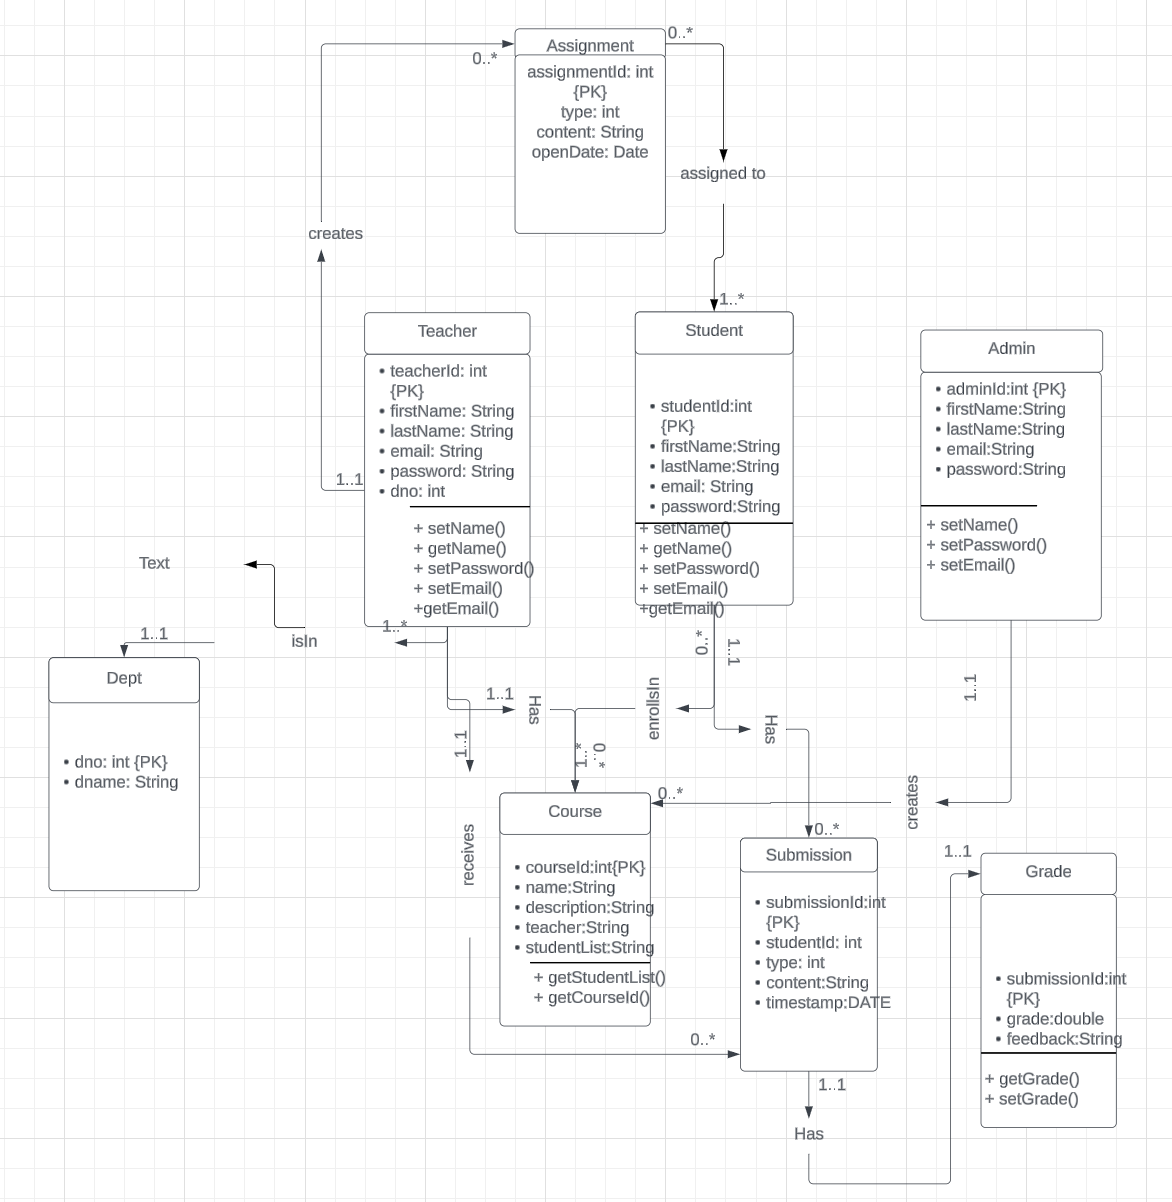 0..*
Assignment
0..*
assignmentId: int
{PK}
type: int
content: String
openDate: Date
assigned to
creates
1..*
Teacher
• teacherId: int
{PK}
• firstName: String
• lastName: String
• email: String
• password: String
• dno: int
1..1
+ setName()
+ getName()
+ setPassword()
+ setEmail()
+getEmail()
Student
• studentId:int
{PK}
• firstName:String
• lastName:String
• email: String
• password:String
+ setName()
+ getName()
+ setPassword()
+ setEmail()
+getEmail()
Admin
• adminId:int {PK}
• firstName:String
• lastName:String
• email:String
• password:String
+ setName()
+ setPassword()
+ setEmail()
Text
1..*
1..1
isIn
0..*
1..1
1..1
Dept
• dno: int {PK}
• dname: String
1..1
Has
enrollsIn
Has
1..1
1..*
0..*
0..*
creates
Course
• courseId:int{PK}
• name:String
• description:String
• teacher:String
• studentList:String
+ getStudentList()
+ getCourseId()
receives
0..*
0..*
Submission
• submissionId:int
{PK}
• studentId: int
• type: int
• content:String
• timestamp:DATE
1..1
Has
1..1
Grade
• submissionId:int
{PK}
• grade:double
• feedback:String
+ getGrade()
+ setGrade()